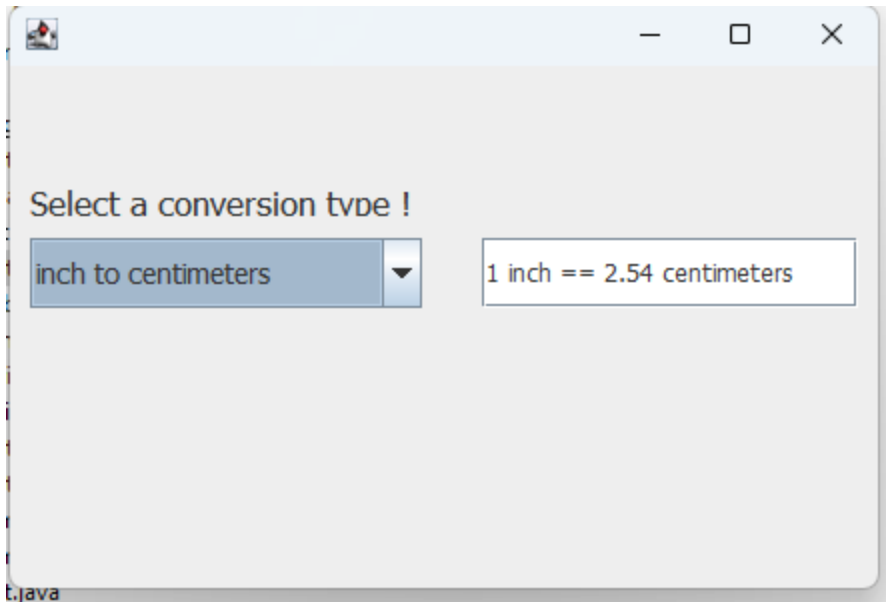 Select a conversion type !
inch to centimeters
1 inch == 2.54 centimeters
t.java